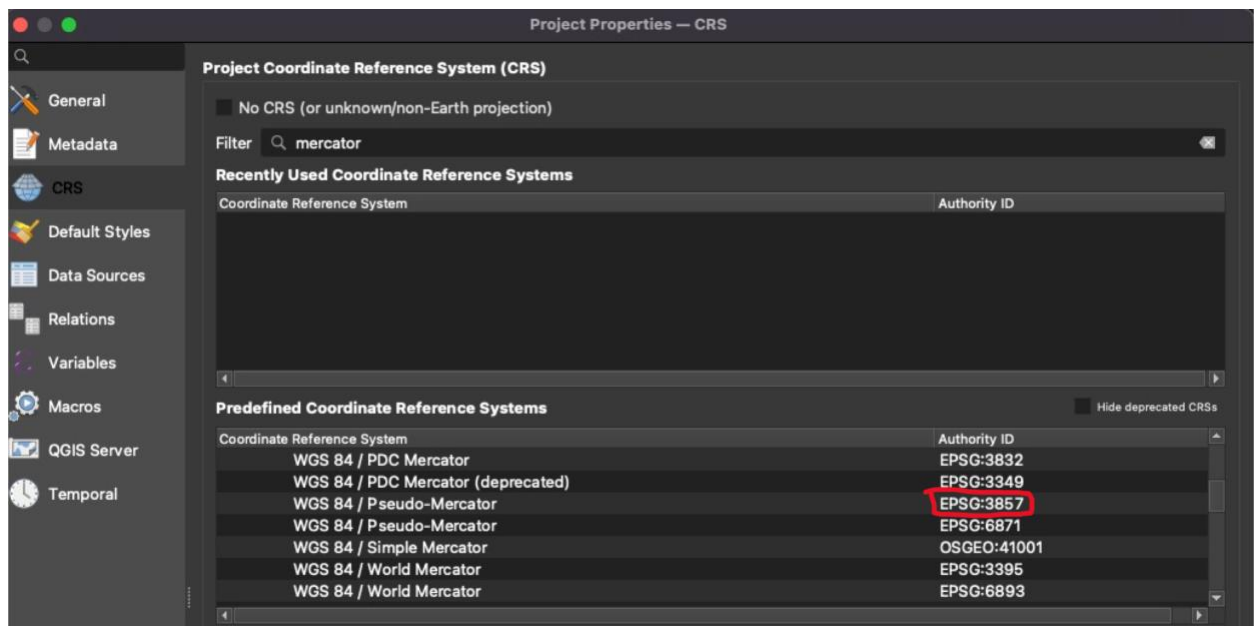 Project Properties — CRS
General
Metadata
CRS
Default Styles
Data Sources
Relations
Variables
Macros
QGIS Server
Temporal
Project Coordinate Reference System (CRS)
No CRS (or unknown/non-Earth projection)
Filter mercator
Recently Used Coordinate Reference Systems
Coordinate Reference System Authority ID
Predefined Coordinate Reference Systems Hide deprecated CRSs
Coordinate Reference System Authority ID
WGS 84 / PDC Mercator EPSG:3832
WGS 84 / PDC Mercator (deprecated) EPSG:3349
WGS 84 / Pseudo-Mercator EPSG:3857
WGS 84 / Pseudo-Mercator EPSG:6871
WGS 84 / Simple Mercator OSGEO:41001
WGS 84 / World Mercator EPSG:3395
WGS 84 / World Mercator EPSG:6893